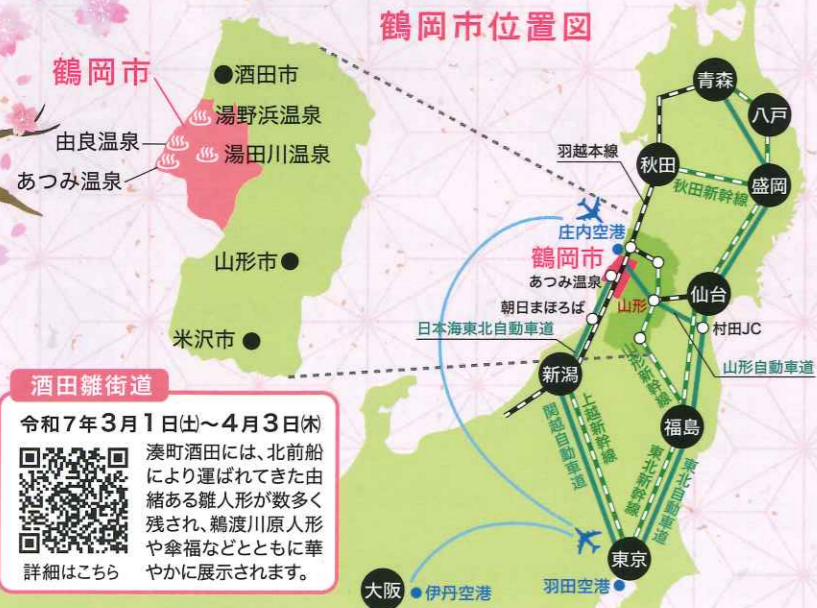 鶴岡市位置図
鶴岡市
酒田市
湯野浜温泉
由良温泉
湯田川温泉
あつみ温泉
山形市
米沢市
青森
八戸
羽越本線
秋田
秋田新幹線
盛岡
庄内空港
鶴岡市
あつみ温泉
仙台
朝日まほろば
山形
村田JC
日本海東北自動車道
山形自動車道
山形新幹線
新潟
福島
上越新幹線
関越自動車道
東北新幹線
東北自動車道
東京
羽田空港
大阪
伊丹空港
酒田雛街道
令和7年3月1日(土)～4月3日(木)
湊町酒田には、北前船
により運ばれてきた由
緒ある雛人形が数多く
残され、鵜渡川原人形
や傘福などとともに華
やかに展示されます。
詳細はこちら